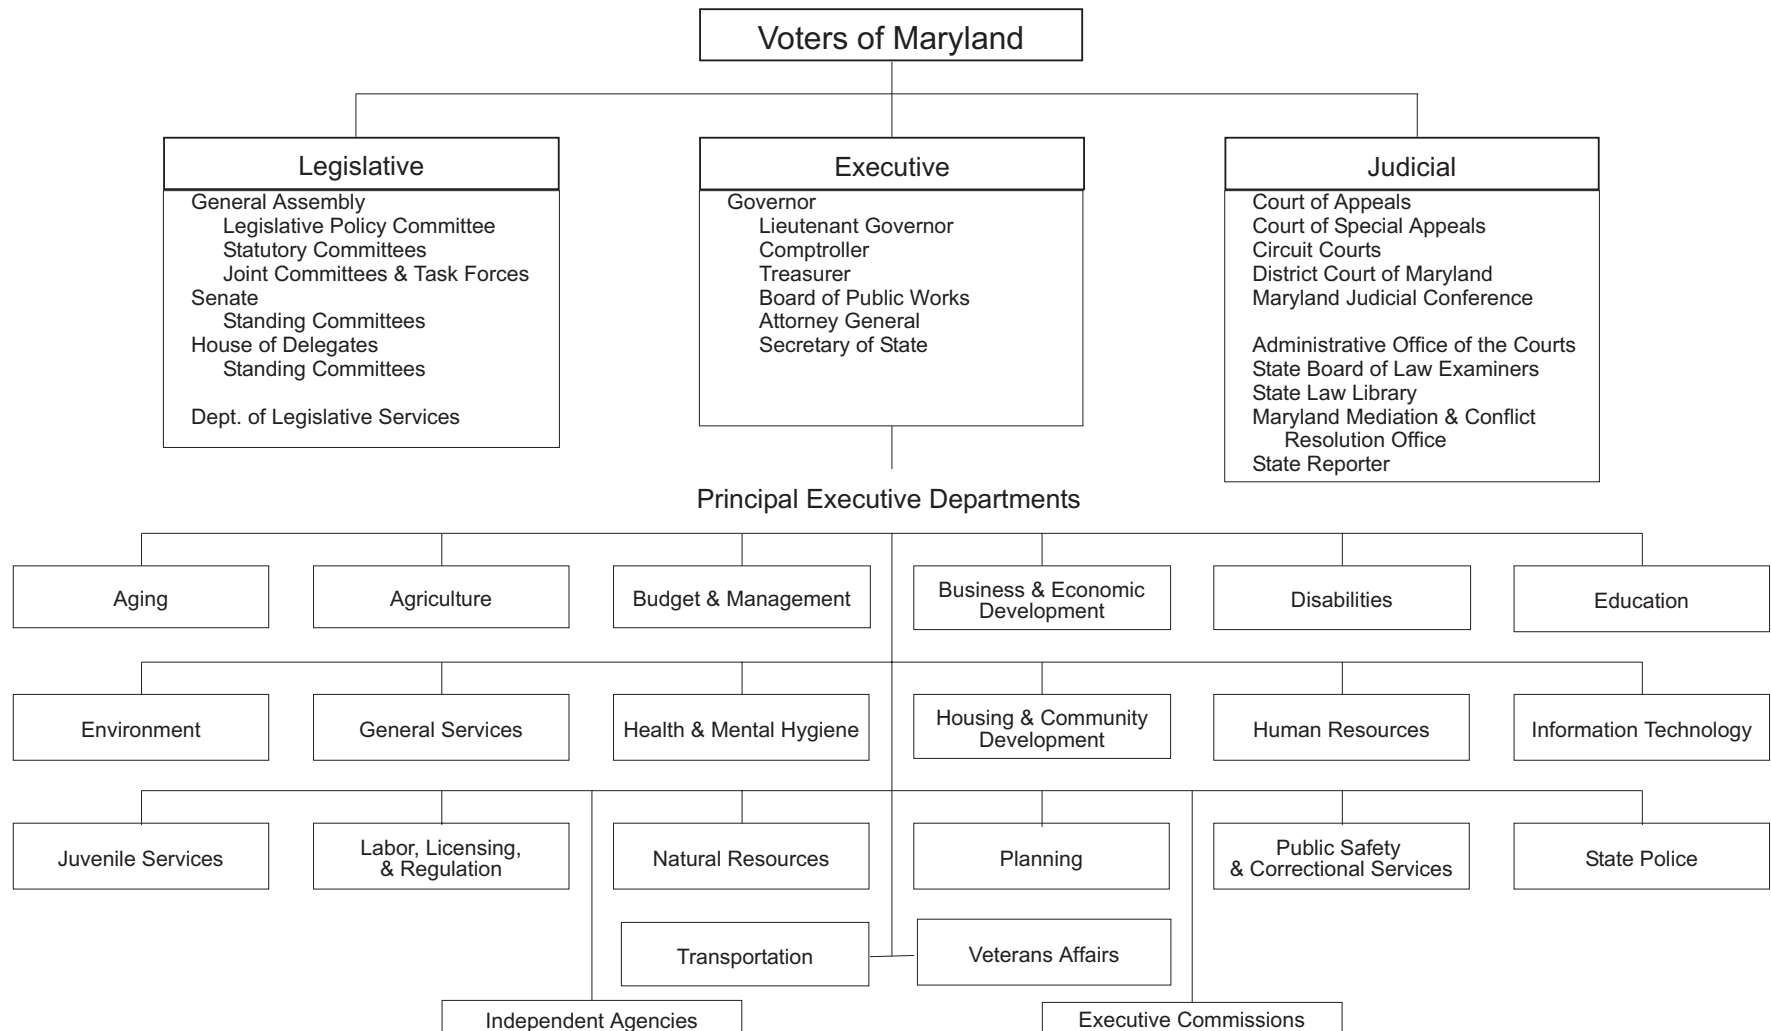 Voters of Maryland
Legislative
General Assembly
Legislative Policy Committee
Statutory Committees
Joint Committees & Task Forces
Senate
Standing Committees
House of Delegates
Standing Committees
Dept. of Legislative Services
Executive
Governor
Lieutenant Governor
Comptroller
Treasurer
Board of Public Works
Attorney General
Secretary of State
Judicial
Court of Appeals
Court of Special Appeals
Circuit Courts
District Court of Maryland
Maryland Judicial Conference
Administrative Office of the Courts
State Board of Law Examiners
State Law Library
Maryland Mediation & Conflict
Resolution Office
State Reporter
Principal Executive Departments
Aging
Agriculture
Budget & Management
Business & Economic
Development
Disabilities
Education
Environment
General Services
Health & Mental Hygiene
Housing & Community
Development
Human Resources
Information Technology
Juvenile Services
Labor, Licensing,
& Regulation
Natural Resources
Planning
Public Safety
& Correctional Services
State Police
Transportation
Veterans Affairs
Independent Agencies
Executive Commissions